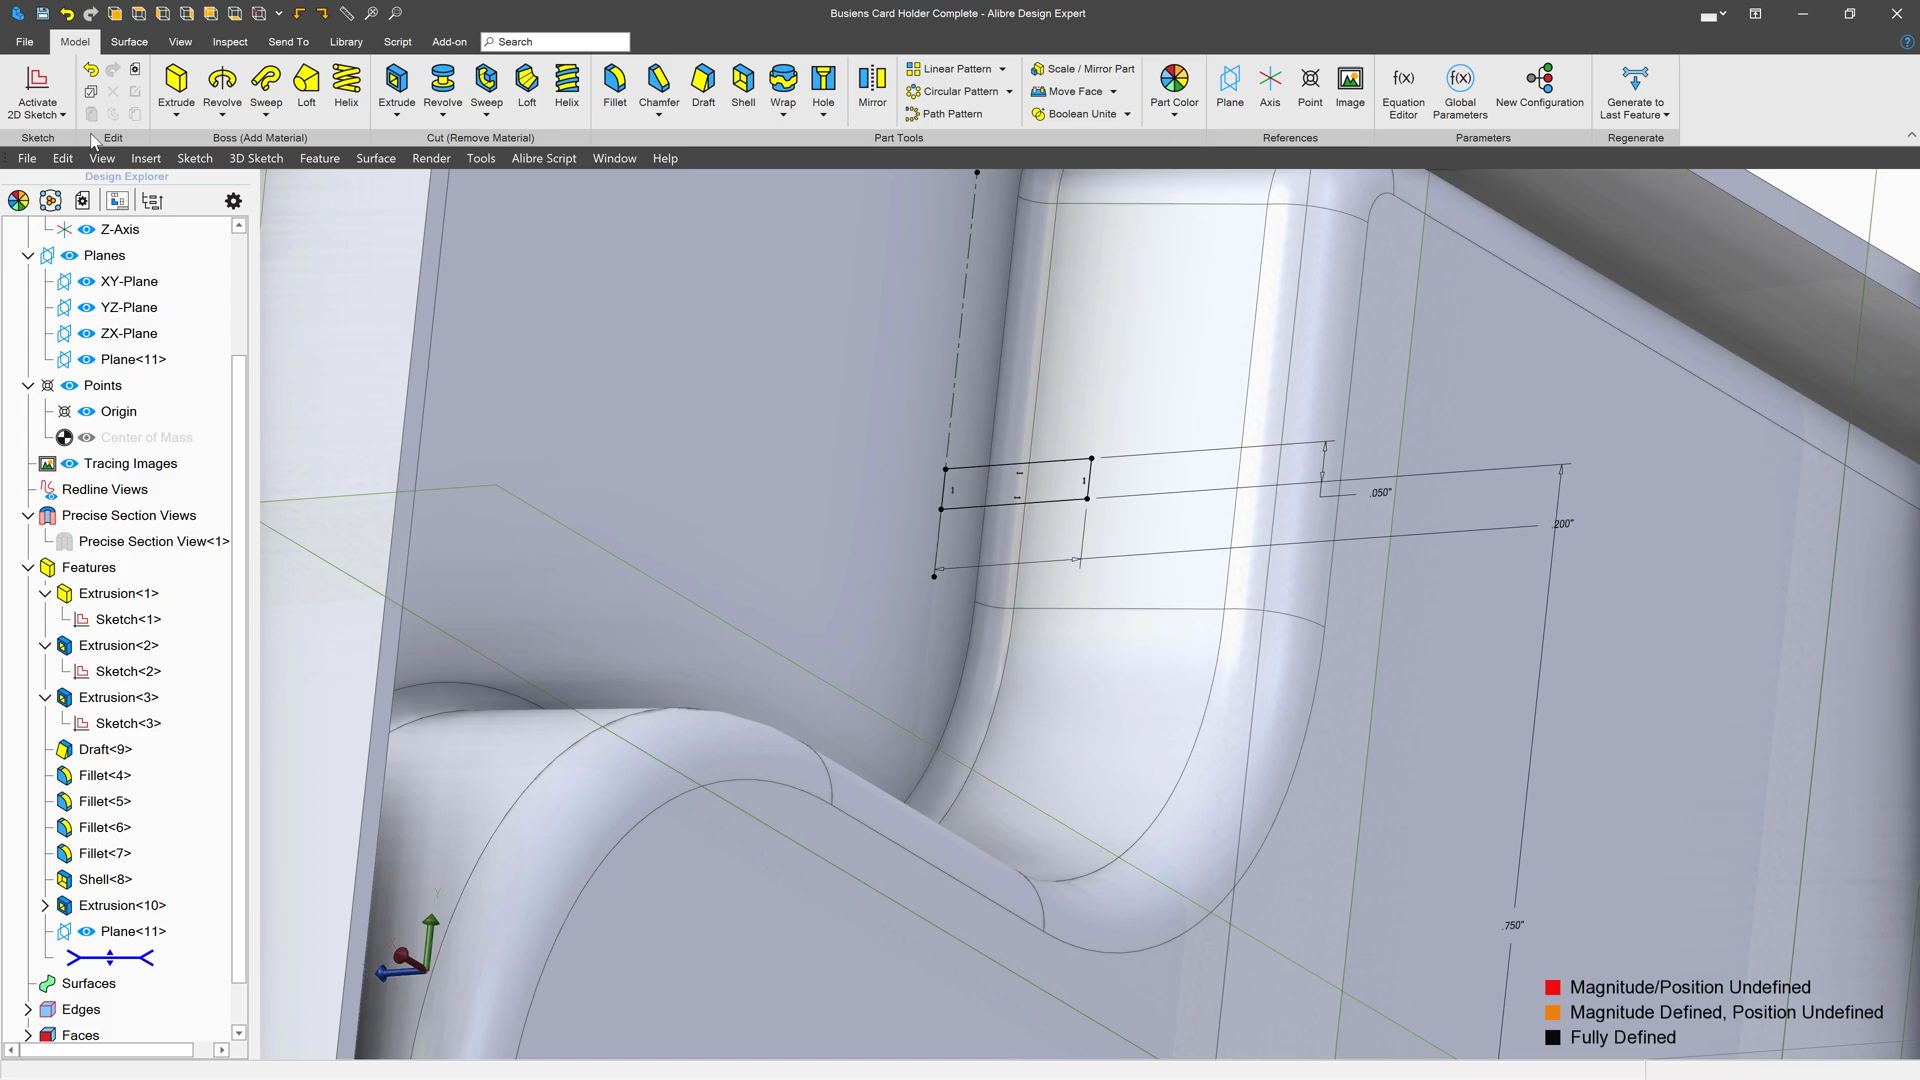 Busiens Card Holder Complete - Alibre Design Expert
File Model Surface View Inspect Send To Library Script Add-on Search
Activate
2D Sketch
Extrude Revolve Sweep Loft Helix
Extrude Revolve Sweep Loft Helix
Fillet Chamfer Draft Shell Wrap Hole
Mirror
Linear Pattern
Circular Pattern
Path Pattern
Scale / Mirror Part
Move Face
Boolean Unite
Part Color
Plane Axis Point Image
Equation
Editor
Global
Parameters
New Configuration
Generate to
Last Feature
f(x) f(x)
Sketch Edit Boss (Add Material) Cut (Remove Material) Part Tools References Parameters Regenerate
File Edit View Insert Sketch 3D Sketch Feature Surface Render Tools Alibre Script Window Help
Design Explorer
Z-Axis
Planes
XY-Plane
YZ-Plane
ZX-Plane
Plane<11>
Points
Origin
Center of Mass
Tracing Images
Redline Views
Precise Section Views
Precise Section View<1>
Features
Extrusion<1>
Sketch<1>
Extrusion<2>
Sketch<2>
Extrusion<3>
Sketch<3>
Draft<9>
Fillet<4>
Fillet<5>
Fillet<6>
Fillet<7>
Shell<8>
Extrusion<10>
Plane<11>
Surfaces
Edges
Faces
.050"
.200"
.750"
Y
Magnitude/Position Undefined
Magnitude Defined, Position Undefined
Fully Defined